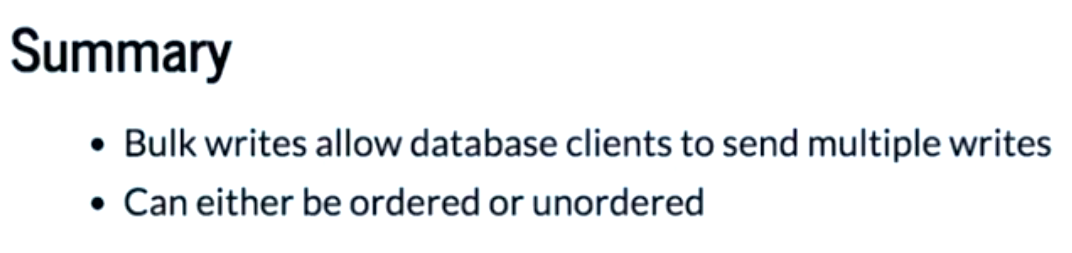 Summary
• Bulk writes allow database clients to send multiple writes
• Can either be ordered or unordered